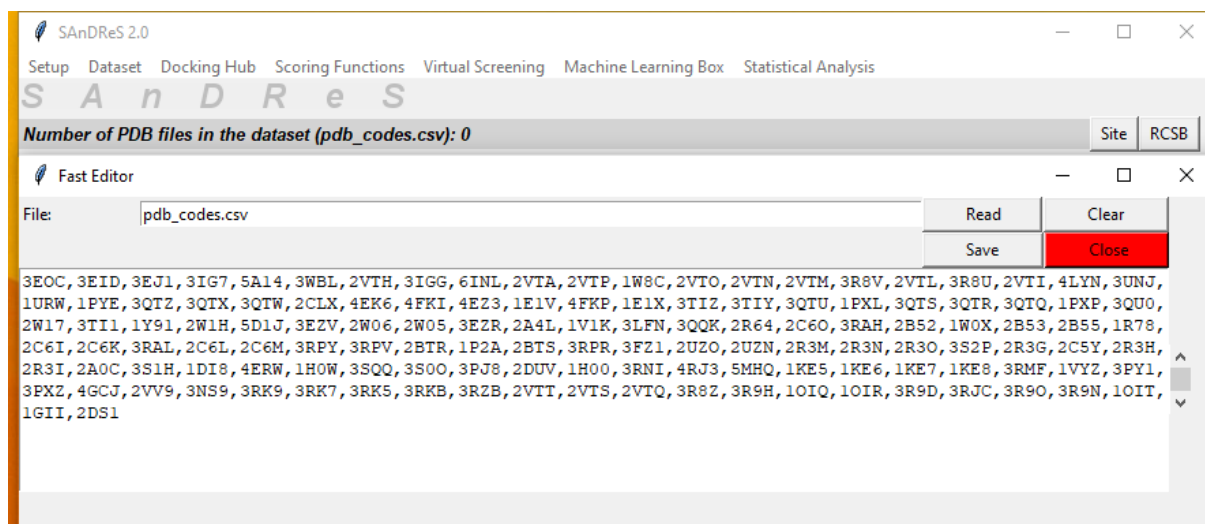 SAnDReS 2.0
Setup Dataset Docking Hub Scoring Functions Virtual Screening Machine Learning Box Statistical Analysis
S A n D R e S
Number of PDB files in the dataset (pdb_codes.csv): 0 Site RCSB
Fast Editor
File: pdb_codes.csv Read Clear
Save Close
3EOC,3EID,3EJ1,3IG7,5A14,3WBL,2VTH,3IGG,6INL,2VTA,2VTP,1W8C,2VTO,2VTN,2VTM,3R8V,2VTL,3R8U,2VTI,4LYN,3UNJ,
1URW,1PYE,3QTZ,3QTX,3QTW,2CLX,4EK6,4FKI,4EZ3,1E1V,4FKP,1E1X,3TIZ,3TIY,3QTU,1PXL,3QTS,3QTR,3QTQ,1PXP,3QU0,
2W17,3TI1,1Y91,2W1H,5D1J,3EZV,2W06,2W05,3EZR,2A4L,1V1K,3LFN,3QQK,2R64,2C6O,3RAH,2B52,1W0X,2B53,2B55,1R78,
2C6I,2C6K,3RAL,2C6L,2C6M,3RPY,3RPV,2BTR,1P2A,2BTS,3RPR,3FZ1,2UZO,2UZN,2R3M,2R3N,2R3O,3S2P,2R3G,2C5Y,2R3H,
2R3I,2A0C,3S1H,1DI8,4ERW,1H0W,3SQQ,3S0O,3PJ8,2DUV,1H00,3RNI,4RJ3,5MHQ,1KE5,1KE6,1KE7,1KE8,3RMF,1VYZ,3PY1,
3PXZ,4GCJ,2VV9,3NS9,3RK9,3RK7,3RK5,3RKB,3RZB,2VTT,2VTS,2VTQ,3R8Z,3R9H,1OIQ,1OIR,3R9D,3RJC,3R9O,3R9N,1OIT,
1GII,2DS1